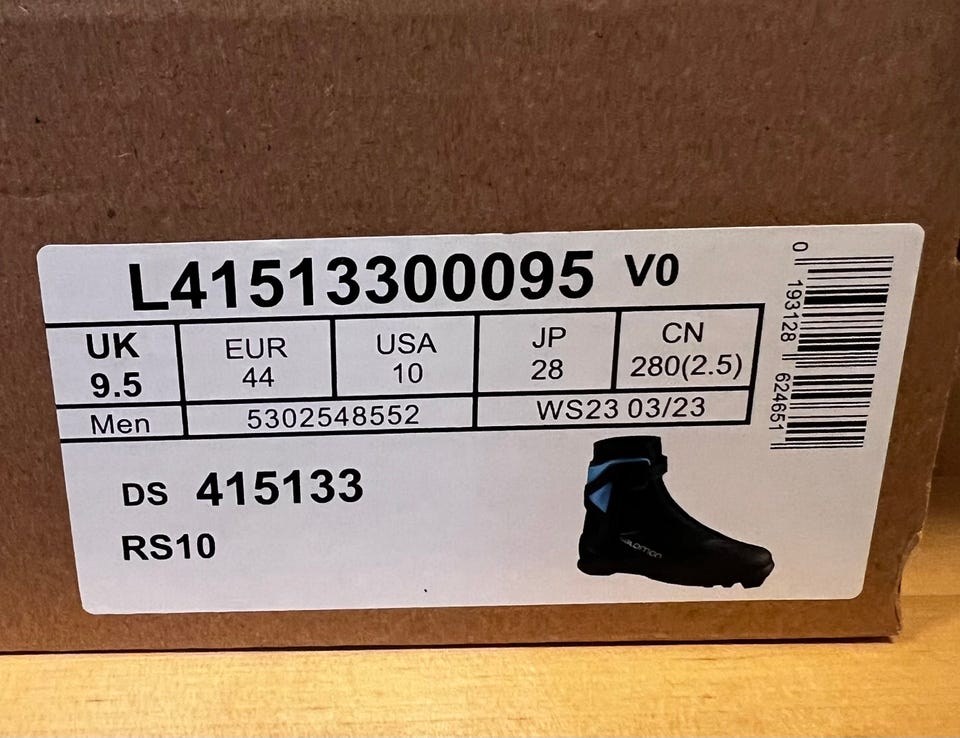 L41513300095 V0
UK EUR USA JP CN
9.5 44 10 28 280(2.5)
Men 5302548552 WS23 03/23
DS 415133
RS10
salomon
0 193128 624651